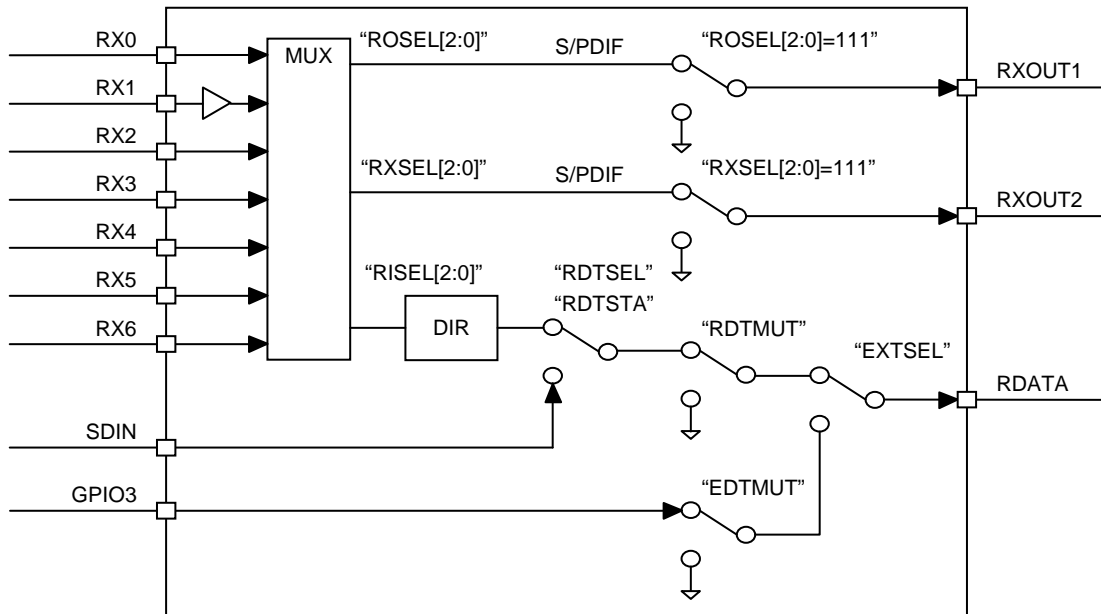 RX0
RX1
RX2
RX3
RX4
RX5
RX6
SDIN
GPIO3
MUX
“ROSEL[2:0]”
S/PDIF
“ROSEL[2:0]=111”
RXOUT1
“RXSEL[2:0]”
S/PDIF
“RXSEL[2:0]=111”
RXOUT2
“RISEL[2:0]”
DIR
“RDTSEL”
“RDTSTA”
“RDTMUT”
“EXTSEL”
RDATA
“EDTMUT”